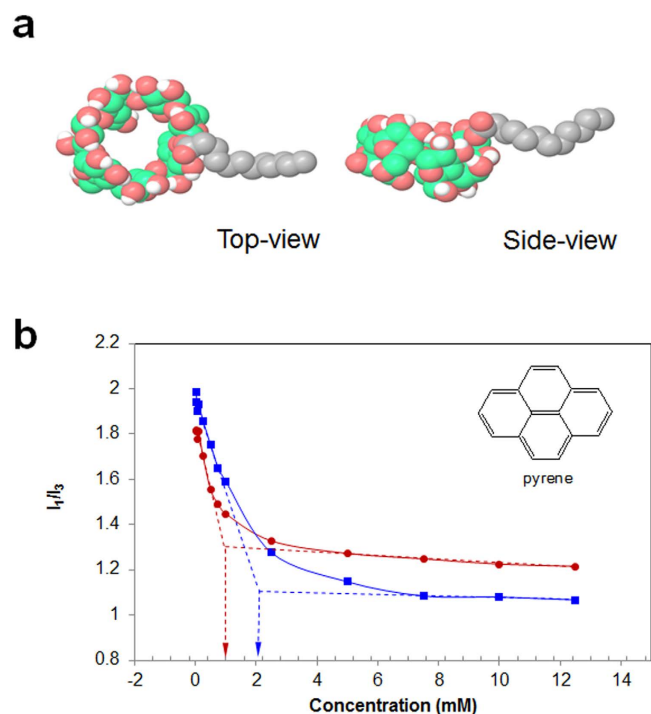 a
Top-view
Side-view
b
2.2
2
1.8
1.6
1.4
1.2
1
0.8
I1/I3
pyrene
-2 0 2 4 6 8 10 12 14
Concentration (mM)